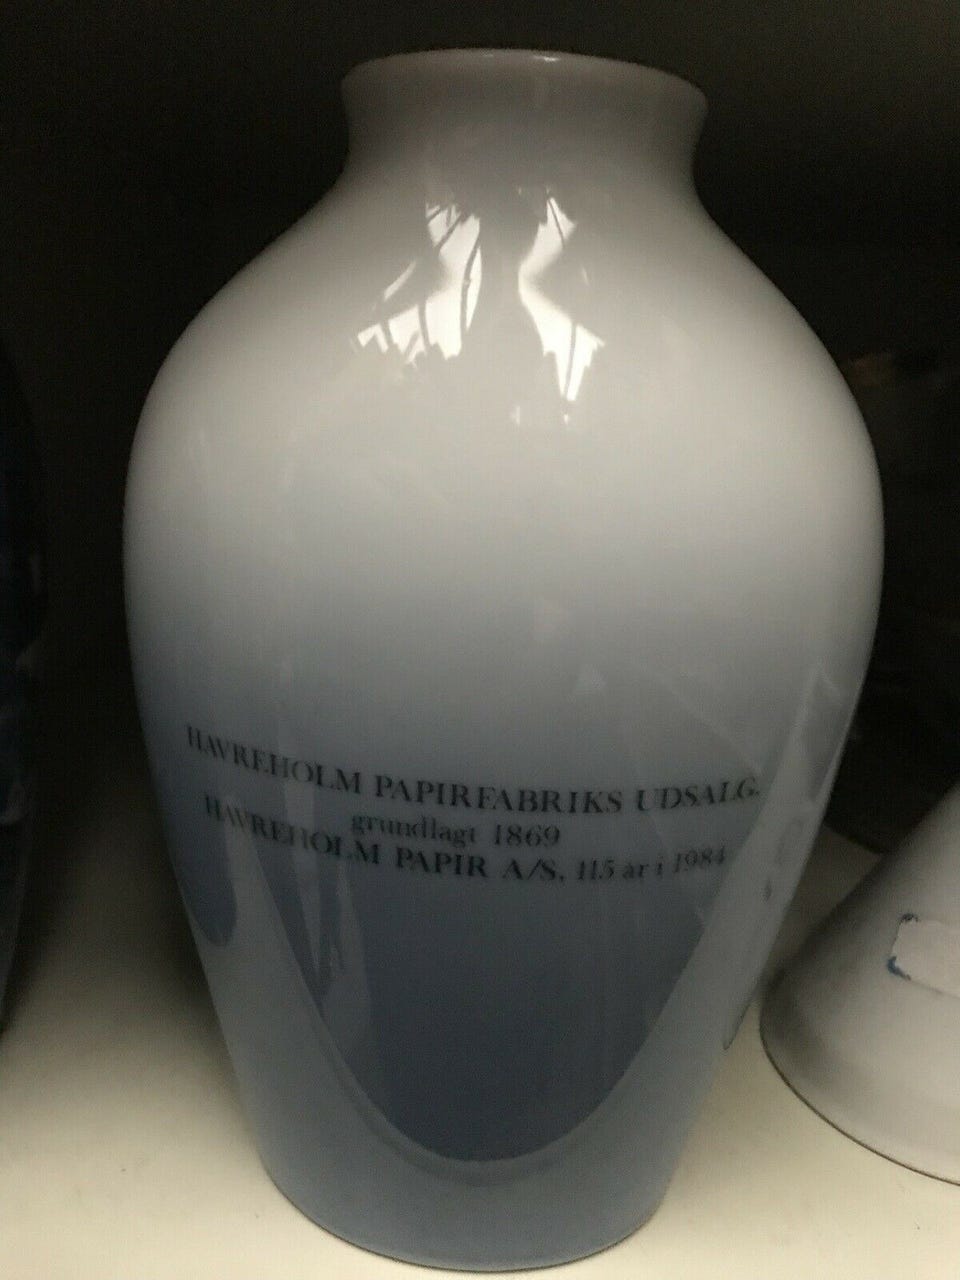 HAVREHOLM PAPIRFABRIKS UDSALG.
grundlagt 1869
HAVREHOLM PAPIR A/S, 115 år i 1984